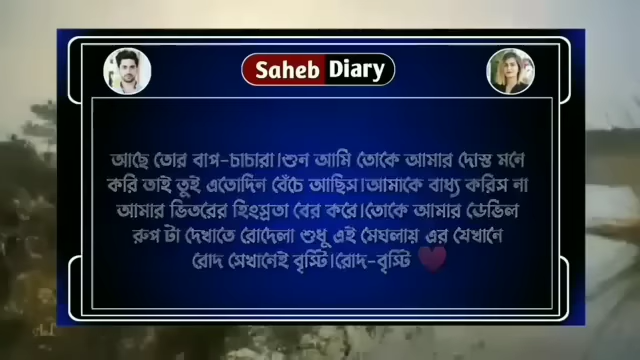 Saheb Diary
আছে তোর বাপ-চাচারা।শুন আমি তোকে আমার দোস্ত মনে
করি তাই তুই এতোদিন বেঁচে আছিস।আমাকে বাধ্য করিস না
আমার ভিতরের হিংস্রতা বের করে।তোকে আমার ডেভিল
রুপ টা দেখাতে রোদেলা শুধু এই মেঘলায় এর যেখানে
রোদ সেখানেই বৃস্টি।রোদ-বৃস্টি ♥